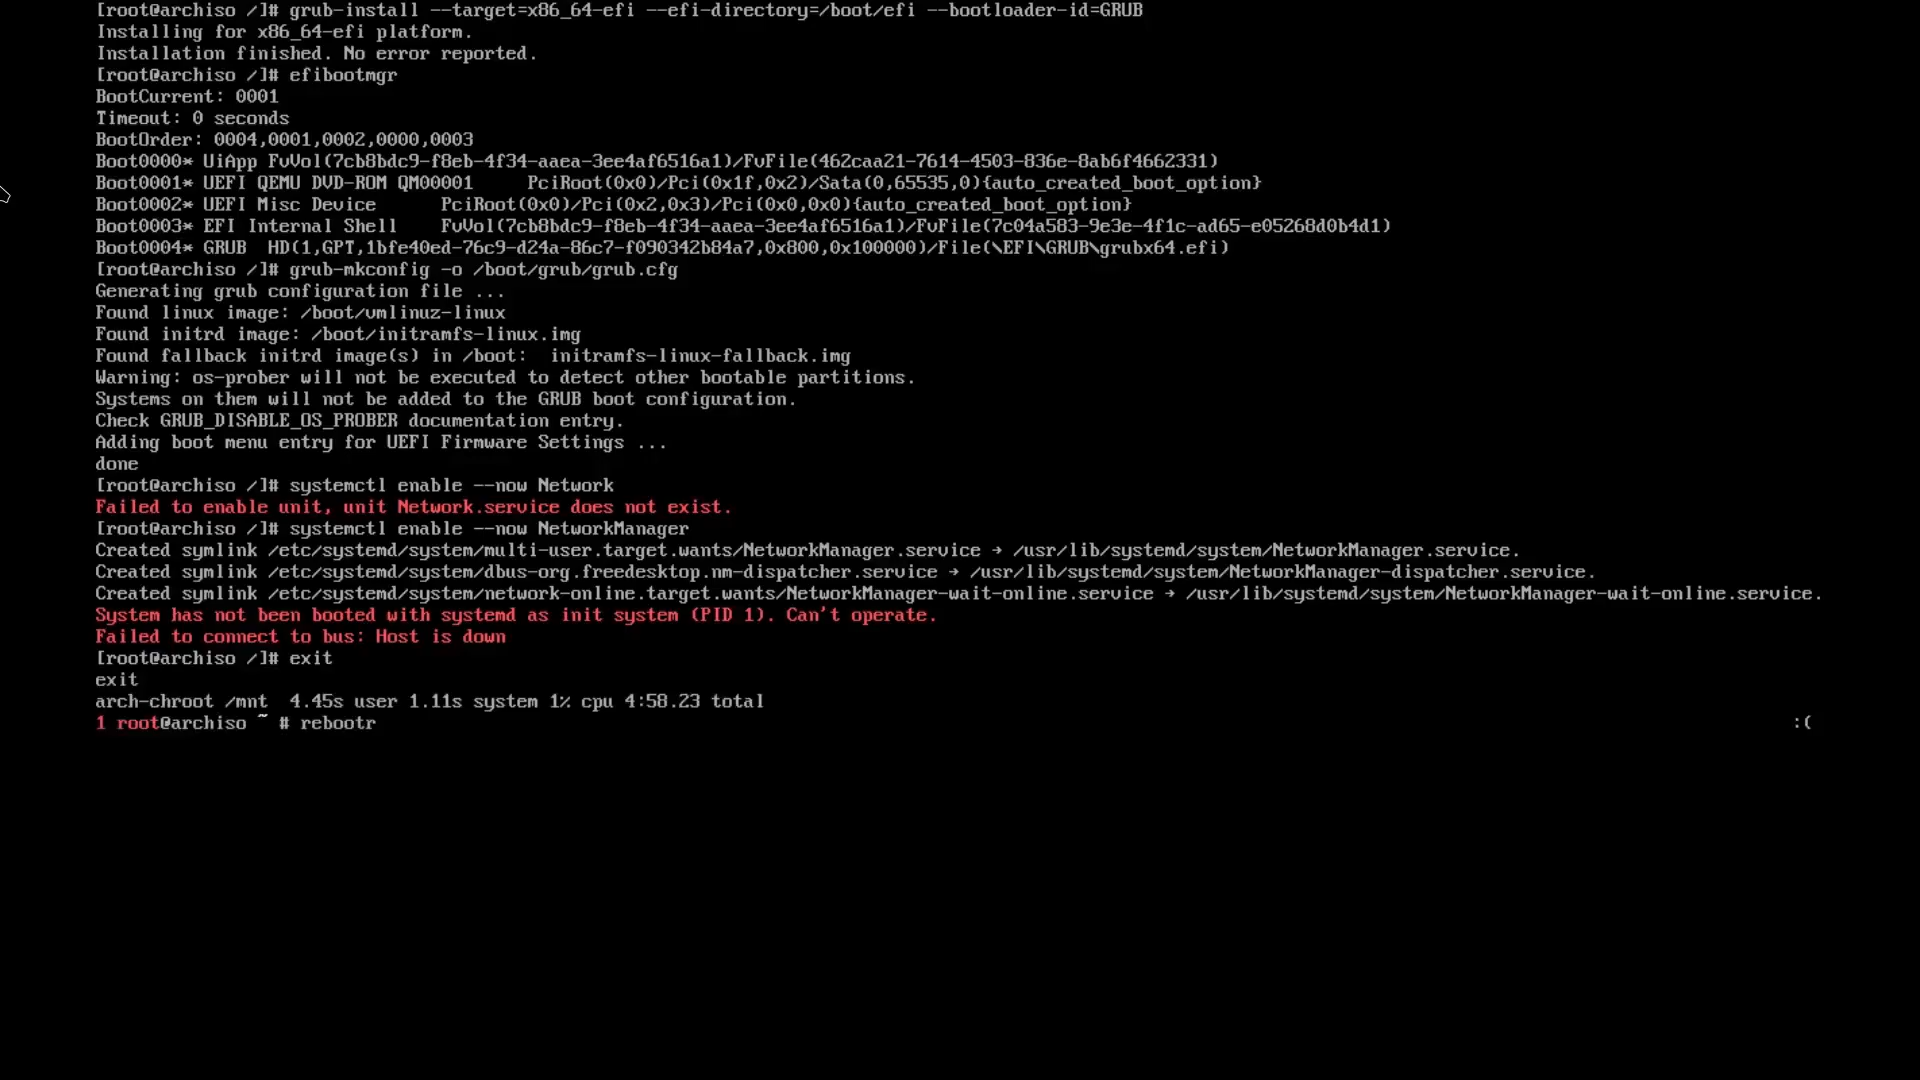 [root@archiso /]# grub-install --target=x86_64-efi --efi-directory=/boot/efi --bootloader-id=GRUB
Installing for x86_64-efi platform.
Installation finished. No error reported.
[root@archiso /]# efibootmgr
BootCurrent: 0001
Timeout: 0 seconds
BootOrder: 0004,0001,0002,0000,0003
Boot0000* UiApp FvVol(7cb8bdc9-f8eb-4f34-aaea-3ee4af6516a1)/FvFile(462caa21-7614-4503-836e-8ab6f4662331)
Boot0001* UEFI QEMU DVD-ROM QM00001     PciRoot(0x0)/Pci(0x1f,0x2)/Sata(0,65535,0){auto_created_boot_option}
Boot0002* UEFI Misc Device      PciRoot(0x0)/Pci(0x2,0x3)/Pci(0x0,0x0){auto_created_boot_option}
Boot0003* EFI Internal Shell    FvVol(7cb8bdc9-f8eb-4f34-aaea-3ee4af6516a1)/FvFile(7c04a583-9e3e-4f1c-ad65-e05268d0b4d1)
Boot0004* GRUB  HD(1,GPT,1bfe40ed-76c9-d24a-86c7-f090342b84a7,0x800,0x100000)/File(\EFI\GRUB\grubx64.efi)
[root@archiso /]# grub-mkconfig -o /boot/grub/grub.cfg
Generating grub configuration file ...
Found linux image: /boot/vmlinuz-linux
Found initrd image: /boot/initramfs-linux.img
Found fallback initrd image(s) in /boot:  initramfs-linux-fallback.img
Warning: os-prober will not be executed to detect other bootable partitions.
Systems on them will not be added to the GRUB boot configuration.
Check GRUB_DISABLE_OS_PROBER documentation entry.
Adding boot menu entry for UEFI Firmware Settings ...
done
[root@archiso /]# systemctl enable --now Network
Failed to enable unit, unit Network.service does not exist.
[root@archiso /]# systemctl enable --now NetworkManager
Created symlink /etc/systemd/system/multi-user.target.wants/NetworkManager.service → /usr/lib/systemd/system/NetworkManager.service.
Created symlink /etc/systemd/system/dbus-org.freedesktop.nm-dispatcher.service → /usr/lib/systemd/system/NetworkManager-dispatcher.service.
Created symlink /etc/systemd/system/network-online.target.wants/NetworkManager-wait-online.service → /usr/lib/systemd/system/NetworkManager-wait-online.service.
System has not been booted with systemd as init system (PID 1). Can't operate.
Failed to connect to bus: Host is down
[root@archiso /]# exit
exit
arch-chroot /mnt  4.45s user 1.11s system 1% cpu 4:58.23 total
1 root@archiso ~ # rebootr :(